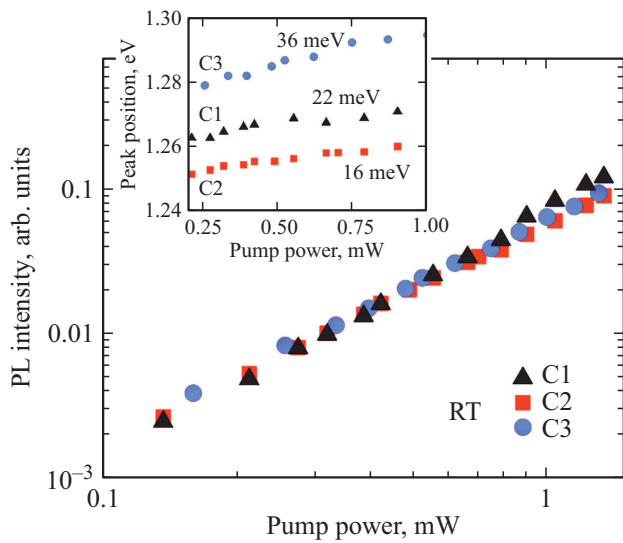 1.30
1.28
1.26
1.24
Peak position, eV
C3
36 meV
C1
22 meV
C2
16 meV
0.25
0.50
0.75
1.00
Pump power, mW
0.1
0.01
10⁻³
PL intensity, arb. units
RT
C1
C2
C3
0.1
1
Pump power, mW